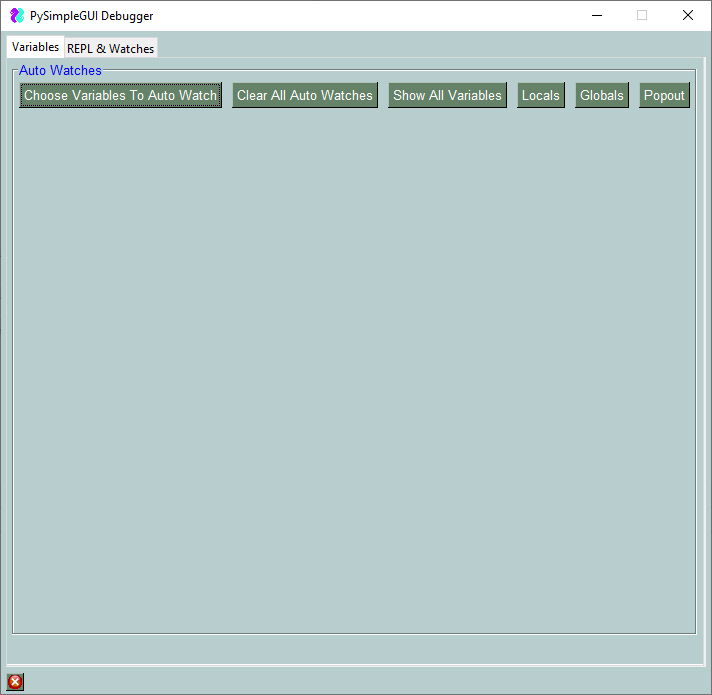 PySimpleGUI Debugger
Variables REPL & Watches
Auto Watches
Choose Variables To Auto Watch Clear All Auto Watches Show All Variables Locals Globals Popout